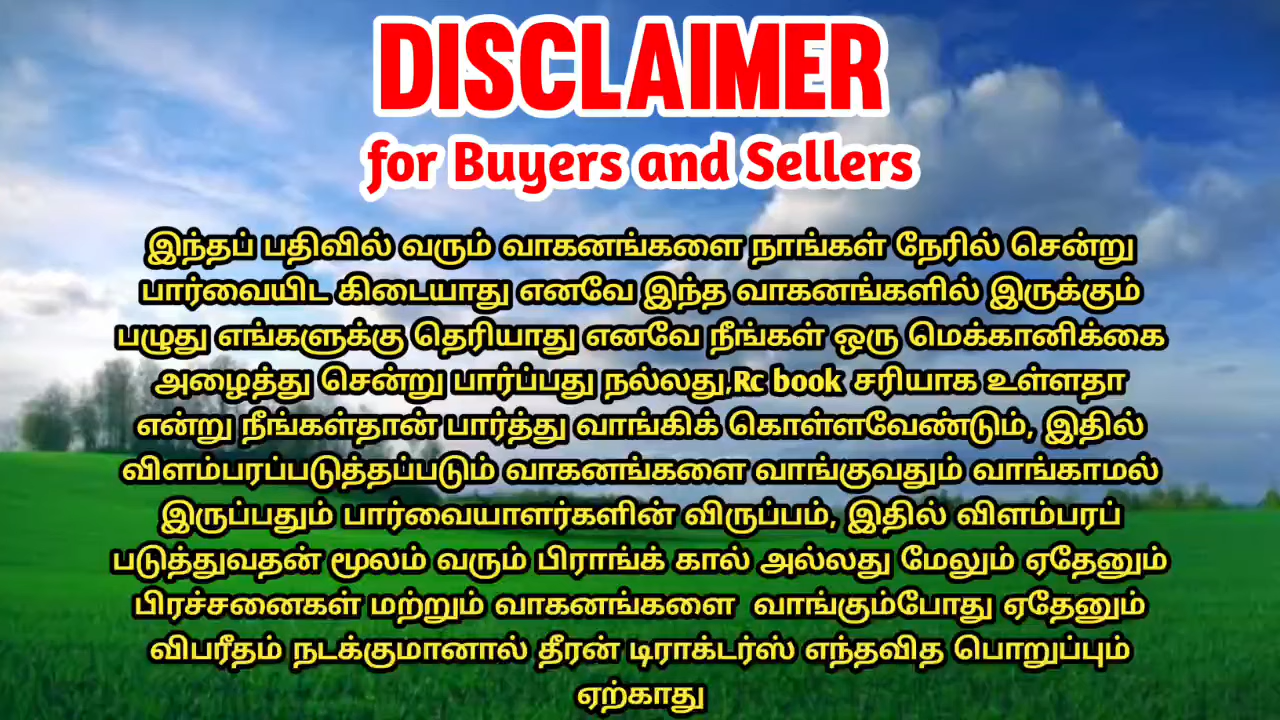 DISCLAIMER
for Buyers and Sellers
இந்தப் பதிவில் வரும் வாகனங்களை நாங்கள் நேரில் சென்று
பார்வையிட கிடையாது எனவே இந்த வாகனங்களில் இருக்கும்
பழுது எங்களுக்கு தெரியாது எனவே நீங்கள் ஒரு மெக்கானிக்கை
அழைத்து சென்று பார்ப்பது நல்லது,Rc book சரியாக உள்ளதா
என்று நீங்கள்தான் பார்த்து வாங்கிக் கொள்ளவேண்டும், இதில்
விளம்பரப்படுத்தப்படும் வாகனங்களை வாங்குவதும் வாங்காமல்
இருப்பதும் பார்வையாளர்களின் விருப்பம், இதில் விளம்பரப்
படுத்துவதன் மூலம் வரும் பிராங்க் கால் அல்லது மேலும் ஏதேனும்
பிரச்சனைகள் மற்றும் வாகனங்களை வாங்கும்போது ஏதேனும்
விபரீதம் நடக்குமானால் தீரன் டிராக்டர்ஸ் எந்தவித பொறுப்பும்
ஏற்காது